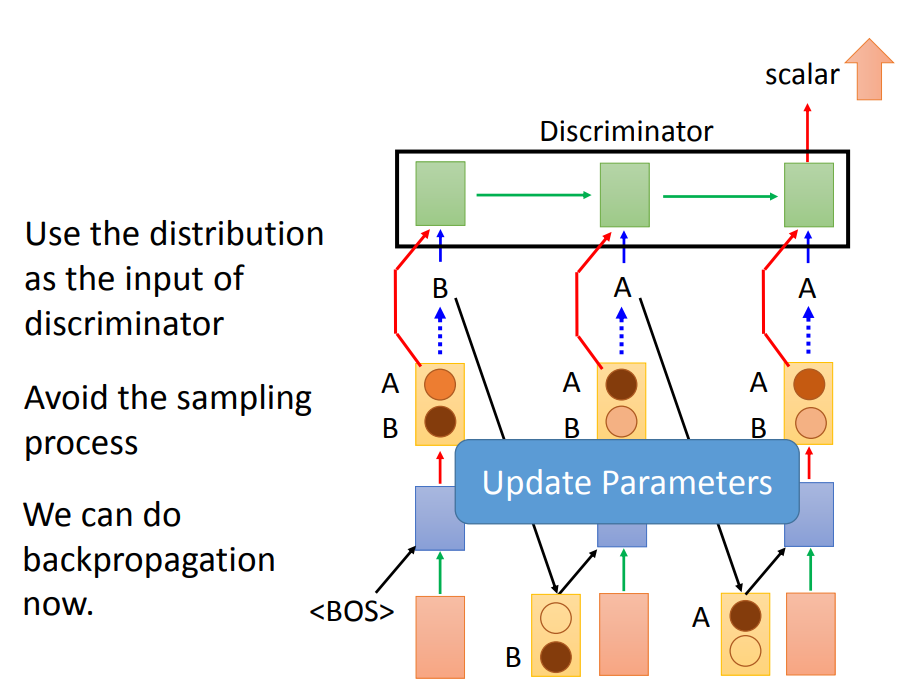 scalar
Discriminator
Use the distribution
as the input of
discriminator
B
A
A
Avoid the sampling
process
A
B
A
B
A
B
Update Parameters
We can do
backpropagation
now.
<BOS>
B
A